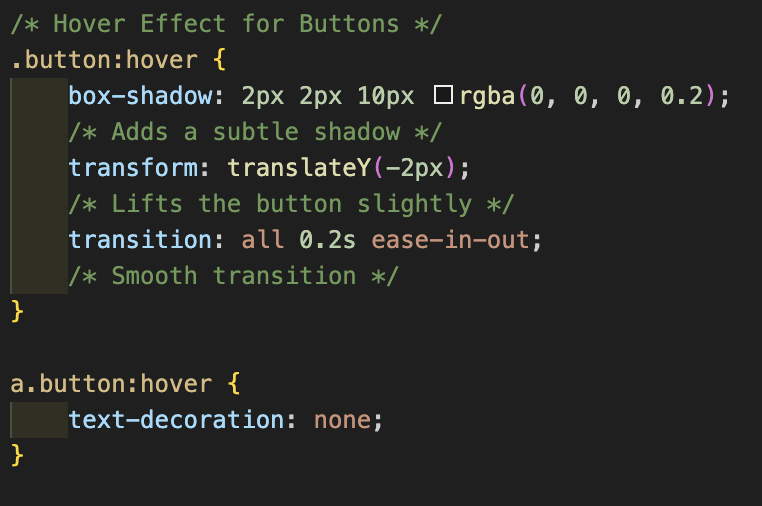 /* Hover Effect for Buttons */
.button:hover {
    box-shadow: 2px 2px 10px rgba(0, 0, 0, 0.2);
    /* Adds a subtle shadow */
    transform: translateY(-2px);
    /* Lifts the button slightly */
    transition: all 0.2s ease-in-out;
    /* Smooth transition */
}

a.button:hover {
    text-decoration: none;
}